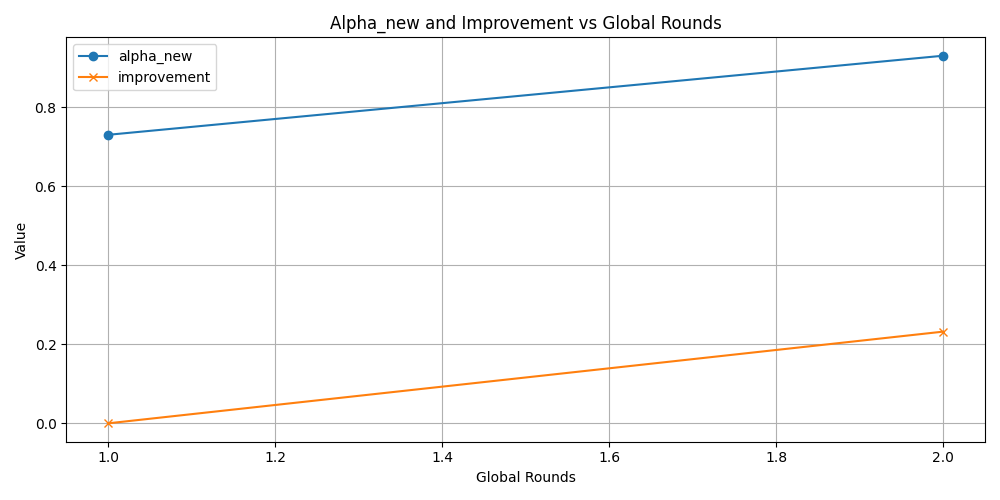 Alpha_new and Improvement vs Global Rounds
alpha_new
improvement
Value
0.8
0.6
0.4
0.2
0.0
1.0 1.2 1.4 1.6 1.8 2.0
Global Rounds